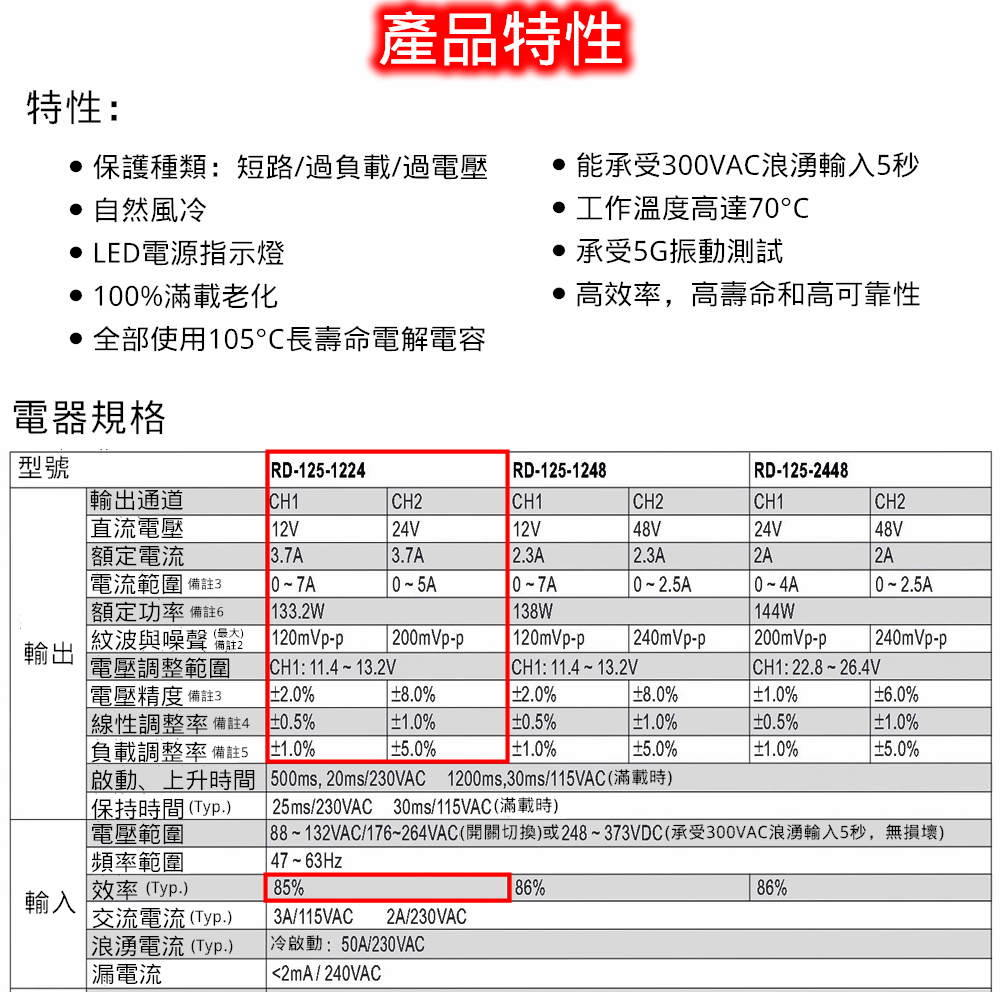 產品特性
特性：
• 保護種類：短路/過負載/過電壓
• 自然風冷
• LED電源指示燈
• 100%滿載老化
• 全部使用105°C長壽命電解電容
• 能承受300VAC浪湧輸入5秒
• 工作溫度高達70°C
• 承受5G振動測試
• 高效率，高壽命和高可靠性
電器規格
型號 RD-125-1224 RD-125-1248 RD-125-2448
輸出
輸出通道 CH1 CH2 CH1 CH2 CH1 CH2
直流電壓 12V 24V 12V 48V 24V 48V
額定電流 3.7A 3.7A 2.3A 2.3A 2A 2A
電流範圍 備註3 0~7A 0~5A 0~7A 0~2.5A 0~4A 0~2.5A
額定功率 備註6 133.2W 138W 144W
紋波與噪聲 (最大) 備註2 120mVp-p 200mVp-p 120mVp-p 240mVp-p 200mVp-p 240mVp-p
電壓調整範圍 CH1: 11.4 ~ 13.2V CH1: 11.4 ~ 13.2V CH1: 22.8 ~ 26.4V
電壓精度 備註3 ±2.0% ±8.0% ±2.0% ±8.0% ±1.0% ±6.0%
線性調整率 備註4 ±0.5% ±1.0% ±0.5% ±1.0% ±0.5% ±1.0%
負載調整率 備註5 ±1.0% ±5.0% ±1.0% ±5.0% ±1.0% ±5.0%
啟動、上升時間 500ms, 20ms/230VAC 1200ms,30ms/115VAC(滿載時)
保持時間 (Typ.) 25ms/230VAC 30ms/115VAC(滿載時)
輸入
電壓範圍 88 ~ 132VAC/176~264VAC(開關切換)或248 ~ 373VDC(承受300VAC浪湧輸入5秒，無損壞)
頻率範圍 47 ~ 63Hz
效率 (Typ.) 85% 86% 86%
交流電流 (Typ.) 3A/115VAC 2A/230VAC
浪湧電流 (Typ.) 冷啟動：50A/230VAC
漏電流 <2mA / 240VAC